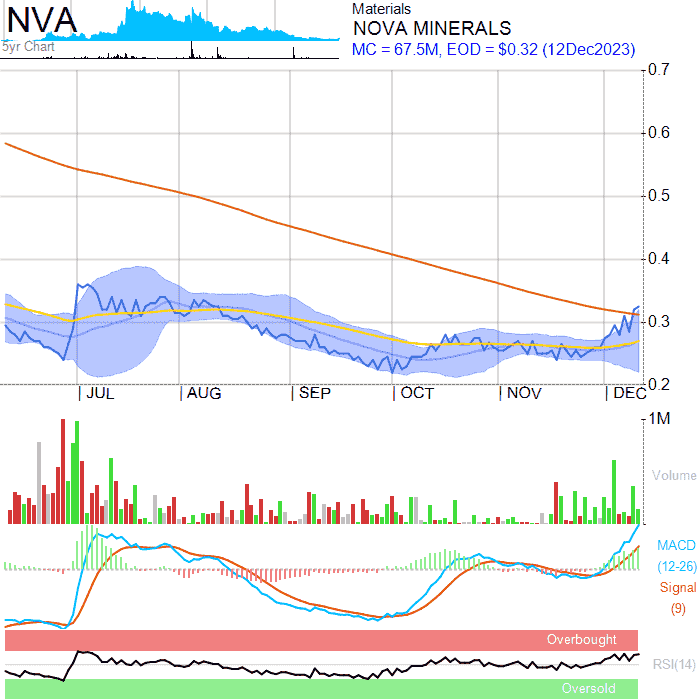 NVA
Materials
NOVA MINERALS
MC = 67.5M, EOD = $0.32 (12Dec2023)
5yr Chart
0.7
0.6
0.5
0.4
0.3
0.2
JUL
AUG
SEP
OCT
NOV
DEC
1M
Volume
MACD
(12-26)
Signal
(9)
Overbought
RSI(14)
Oversold